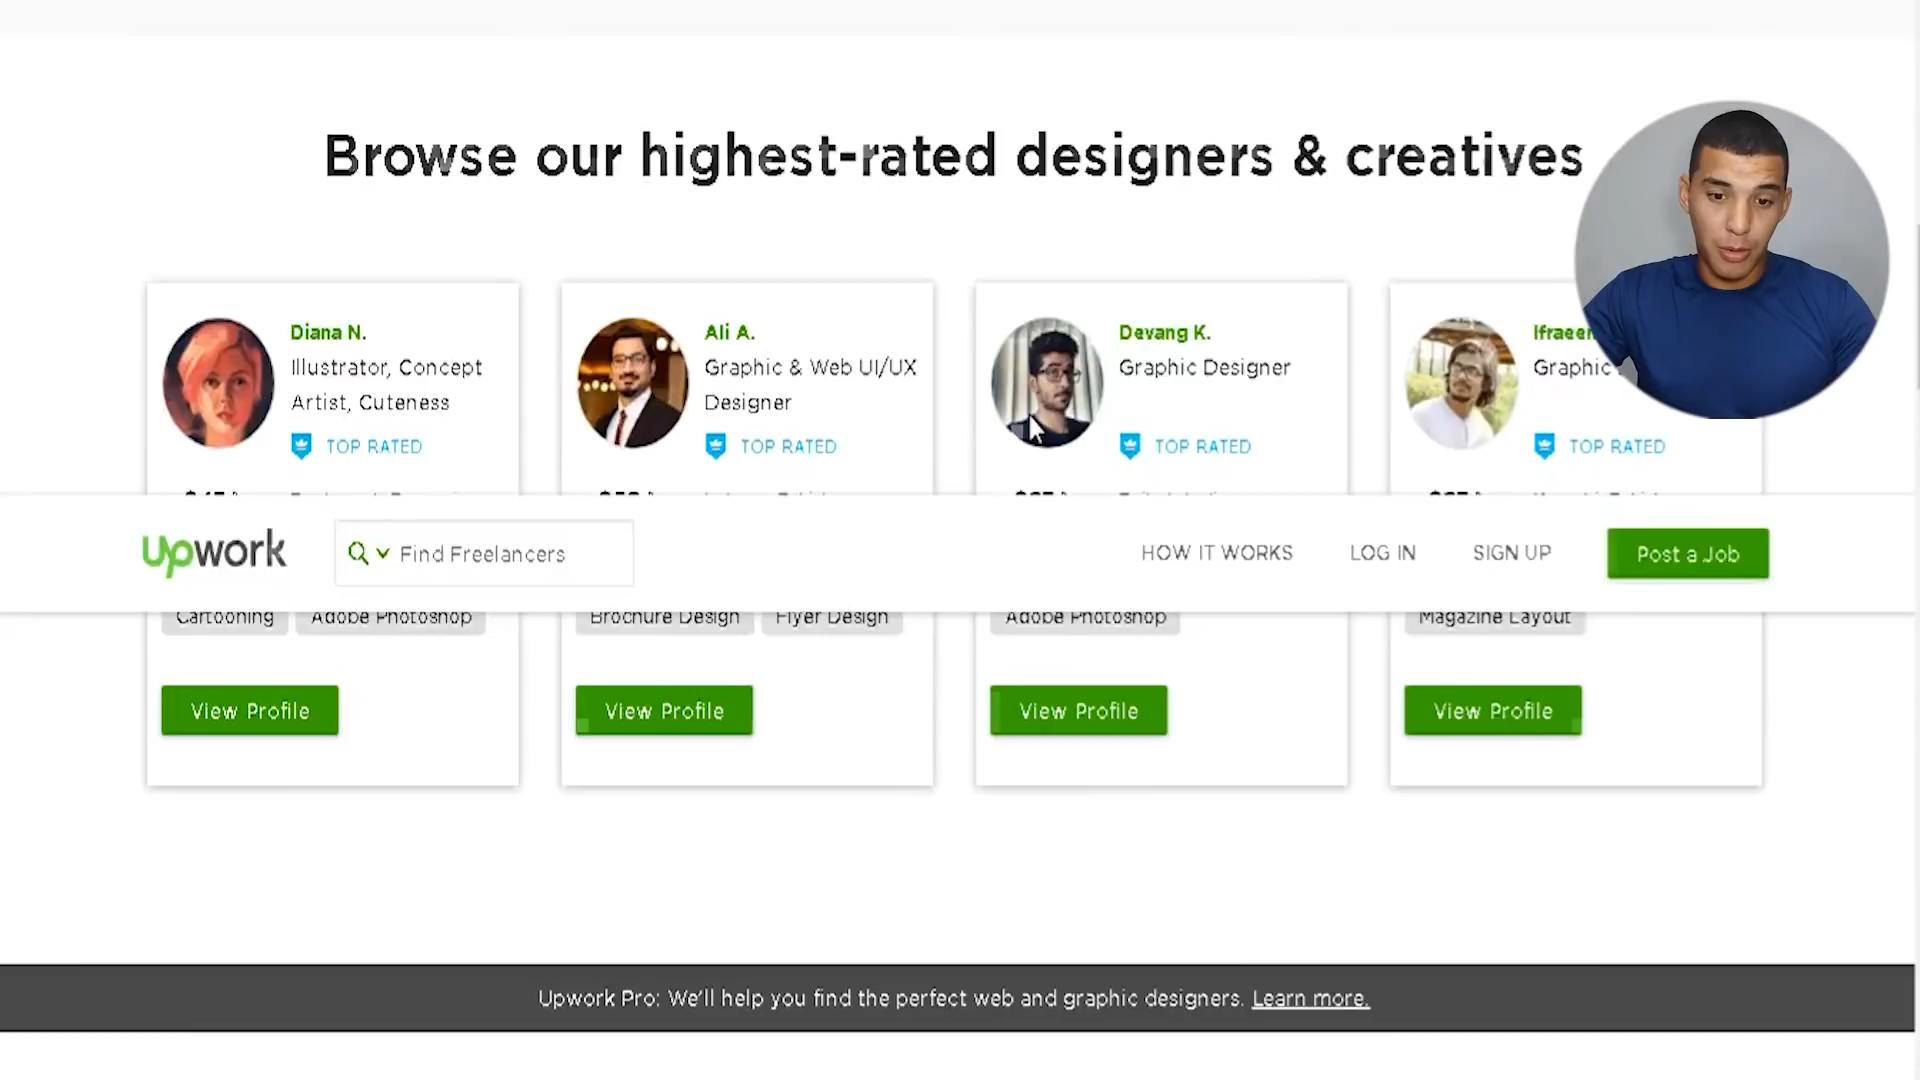 Browse our highest-rated designers & creatives
Diana N.
Illustrator, Concept
Artist, Cuteness
TOP RATED
Ali A.
Graphic & Web UI/UX
Designer
TOP RATED
Devang K.
Graphic Designer
TOP RATED
Graphic
TOP RATED
upwork
Find Freelancers
HOW IT WORKS
LOG IN
SIGN UP
Post a Job
Cartooning
Adobe Photoshop
Brochure Design
Flyer Design
Adobe Photoshop
Magazine Layout
View Profile
View Profile
View Profile
View Profile
Upwork Pro: We'll help you find the perfect web and graphic designers. Learn more.